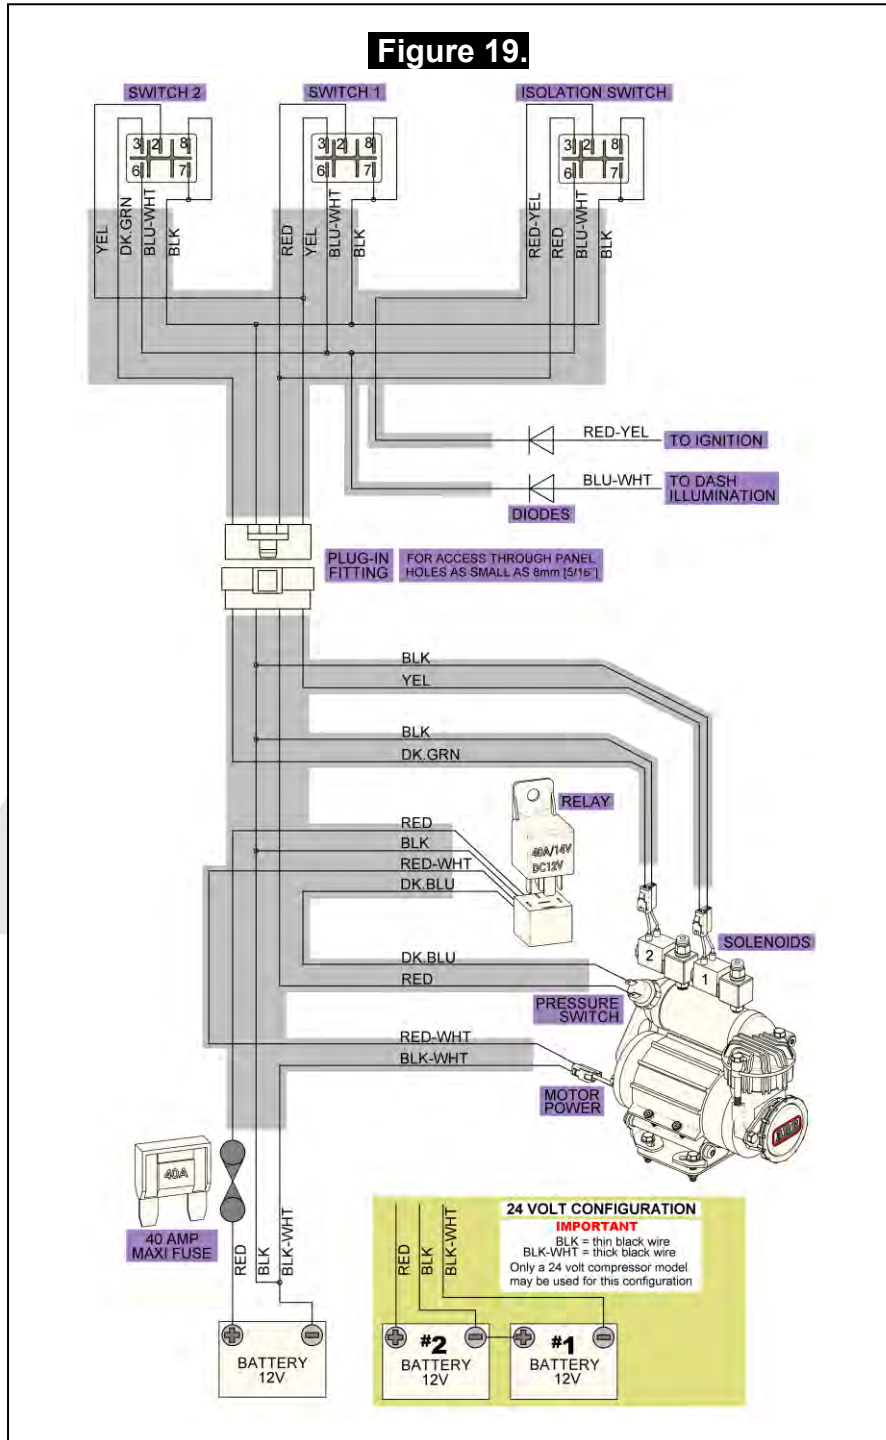 Figure 19.
SWITCH 2
SWITCH 1
ISOLATION SWITCH
3 2 8
6 7
3 2 8
6 7
3 2 8
6 7
YEL
DK.GRN
BLU-WHT
BLK
RED
YEL
BLU-WHT
BLK
RED-YEL
RED
BLU-WHT
BLK
RED-YEL
TO IGNITION
BLU-WHT
TO DASH
ILLUMINATION
DIODES
PLUG-IN
FITTING
FOR ACCESS THROUGH PANEL
HOLES AS SMALL AS 8mm [5/16"]
BLK
YEL
BLK
DK.GRN
RELAY
40A/14V
DC12V
RED
BLK
RED-WHT
DK.BLU
SOLENOIDS
2
1
DK.BLU
RED
PRESSURE
SWITCH
RED-WHT
BLK-WHT
MOTOR
POWER
40A
40 AMP
MAXI FUSE
RED
BLK
BLK-WHT
BATTERY
12V
24 VOLT CONFIGURATION
IMPORTANT
BLK = thin black wire
BLK-WHT = thick black wire
Only a 24 volt compressor model
may be used for this configuration
RED
BLK
BLK-WHT
#2
BATTERY
12V
#1
BATTERY
12V